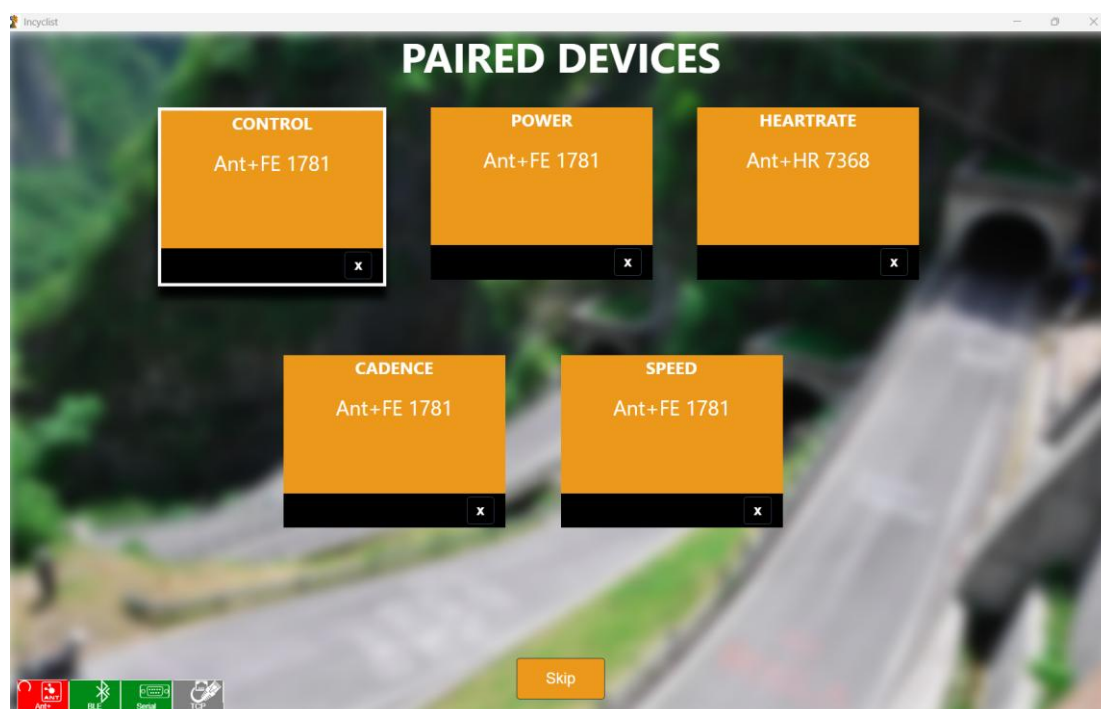 Incyclist
PAIRED DEVICES
CONTROL
Ant+FE 1781
x
POWER
Ant+FE 1781
x
HEARTRATE
Ant+HR 7368
x
CADENCE
Ant+FE 1781
x
SPEED
Ant+FE 1781
x
Skip
ANT
Ant+
BLE
Serial
TCP